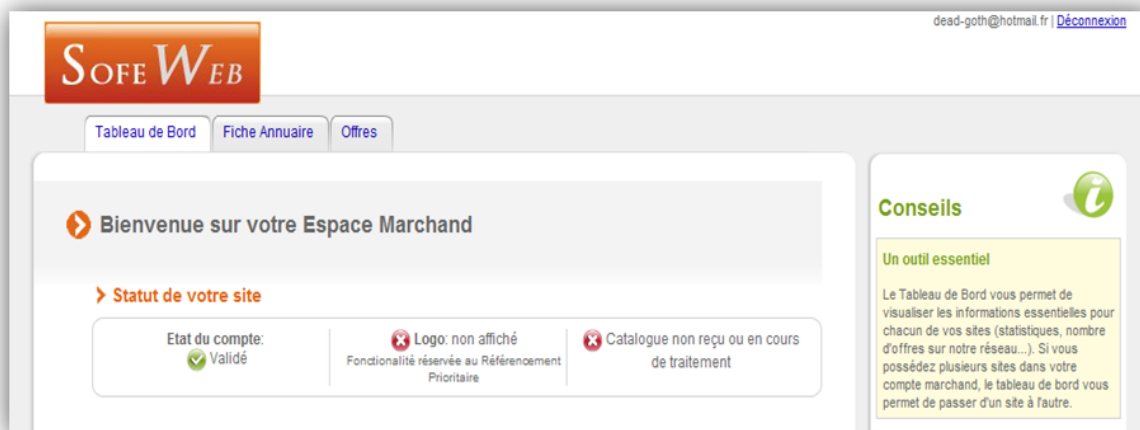 dead-goth@hotmail.fr | Déconnexion
SOFE WEB
Tableau de Bord
Fiche Annuaire
Offres
Bienvenue sur votre Espace Marchand
Statut de votre site
Etat du compte:
Validé
Logo: non affiché
Fonctionalité réservée au Référencement
Prioritaire
Catalogue non reçu ou en cours
de traitement
Conseils
Un outil essentiel
Le Tableau de Bord vous permet de
visualiser les informations essentielles pour
chacun de vos sites (statistiques, nombre
d'offres sur notre réseau...). Si vous
possédez plusieurs sites dans votre
compte marchand, le tableau de bord vous
permet de passer d'un site à l'autre.